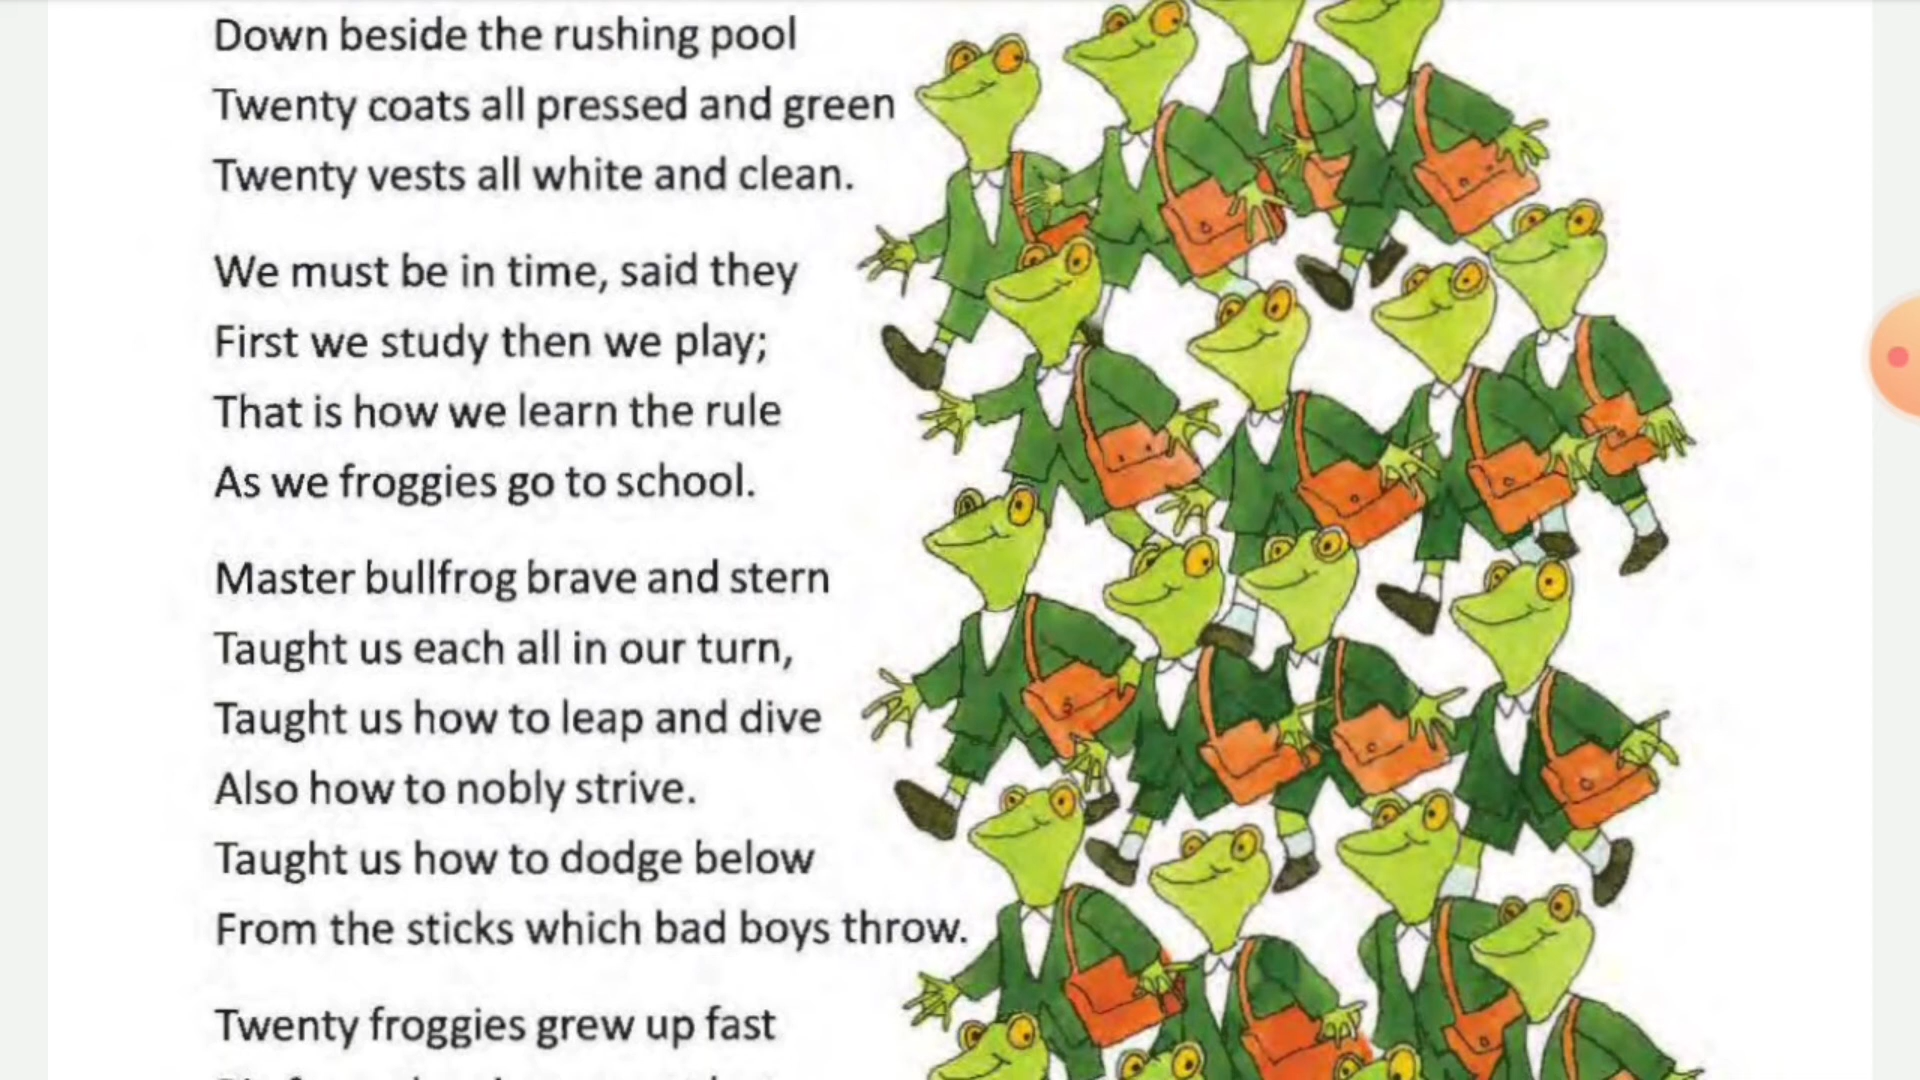 Down beside the rushing pool
Twenty coats all pressed and green
Twenty vests all white and clean.
We must be in time, said they
First we study then we play;
That is how we learn the rule
As we froggies go to school.
Master bullfrog brave and stern
Taught us each all in our turn,
Taught us how to leap and dive
Also how to nobly strive.
Taught us how to dodge below
From the sticks which bad boys throw.
Twenty froggies grew up fast